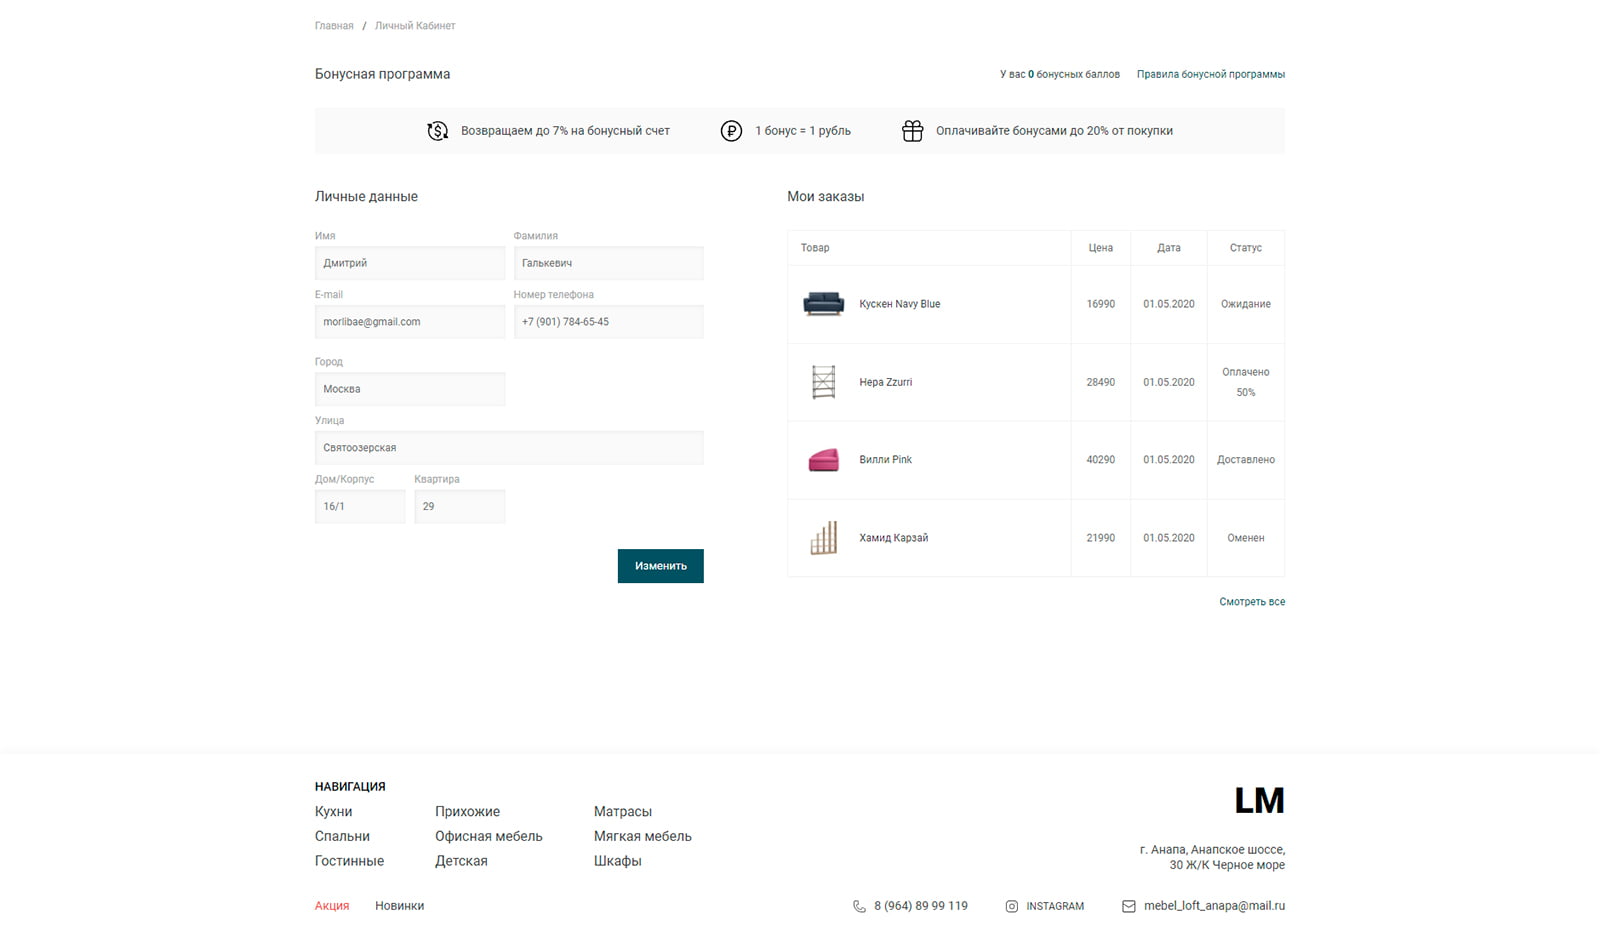 Главная / Личный Кабинет
Бонусная программа
У вас 0 бонусных баллов Правила бонусной программы
Возвращаем до 7% на бонусный счет 1 бонус = 1 рубль Оплачивайте бонусами до 20% от покупки
Личные данные
Имя Фамилия
Дмитрий Галькевич
E-mail Номер телефона
morlibae@gmail.com +7 (901) 784-65-45
Город
Москва
Улица
Святоозерская
Дом/Корпус Квартира
16/1 29
Изменить
Мои заказы
Товар Цена Дата Статус
Кускен Navy Blue 16990 01.05.2020 Ожидание
Нера Zzurri 28490 01.05.2020 Оплачено
50%
Вилли Pink 40290 01.05.2020 Доставлено
Хамид Карзай 21990 01.05.2020 Оменен
Смотреть все
НАВИГАЦИЯ
Кухни Прихожие Матрасы
Спальни Офисная мебель Мягкая мебель
Гостинные Детская Шкафы
Акция Новинки
LM
г. Анапа, Анапское шоссе,
30 Ж/К Черное море
8 (964) 89 99 119 INSTAGRAM mebel_loft_anapa@mail.ru